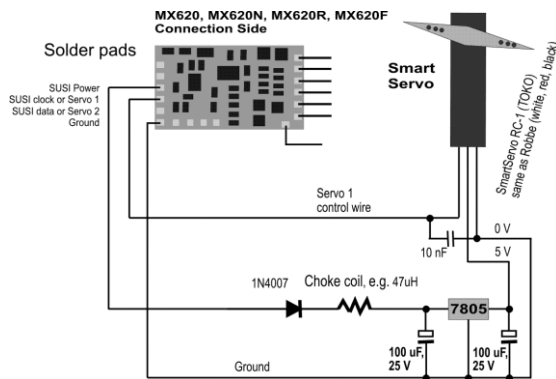 MX620, MX620N, MX620R, MX620F
Connection Side
Solder pads
SUSI Power
SUSI clock or Servo 1
SUSI data or Servo 2
Ground
Smart
Servo
SmartServo RC-1 (TOKO)
same as Robbe (white, red, black)
Servo 1
control wire
0 V
10 nF
5 V
1N4007
Choke coil, e.g. 47uH
7805
100 uF,
25 V
100 uF,
25 V
Ground